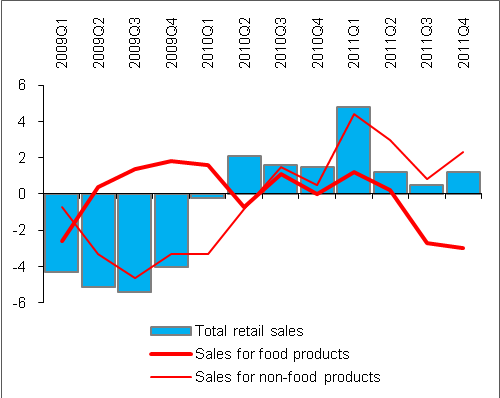 2009Q1
2009Q2
2009Q3
2009Q4
2010Q1
2010Q2
2010Q3
2010Q4
2011Q1
2011Q2
2011Q3
2011Q4
6
4
2
0
-2
-4
-6
Total retail sales
Sales for food products
Sales for non-food products